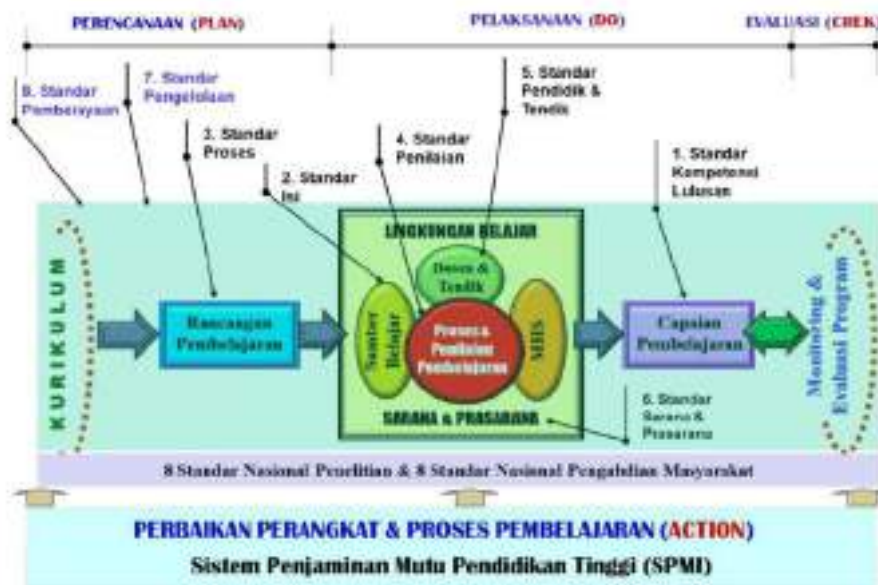 PERENCANAAN (PLAN)
PELAKSANAAN (DO)
EVALUASI (CHEK)
8. Standar
Pembiayaan
7. Standar
Pengelolaan
3. Standar
Proses
2. Standar
Isi
4. Standar
Penilaian
5. Standar
Pendidik &
Tendik
1. Standar
Kompetensi
Lulusan
KURIKULUM
Rancangan
Pembelajaran
LINGKUNGAN BELAJAR
Dosen &
Tendik
Sumber
Belajar
Proses &
Penilaian
Pembelajaran
MHS
SARANA & PRASARANA
Capaian
Pembelajaran
Monitoring &
Evaluasi Program
6. Standar
Sarana &
Prasarana
8 Standar Nasional Penelitian & 8 Standar Nasional Pengabdian Masyarakat
PERBAIKAN PERANGKAT & PROSES PEMBELAJARAN (ACTION)
Sistem Penjaminan Mutu Pendidikan Tinggi (SPMI)